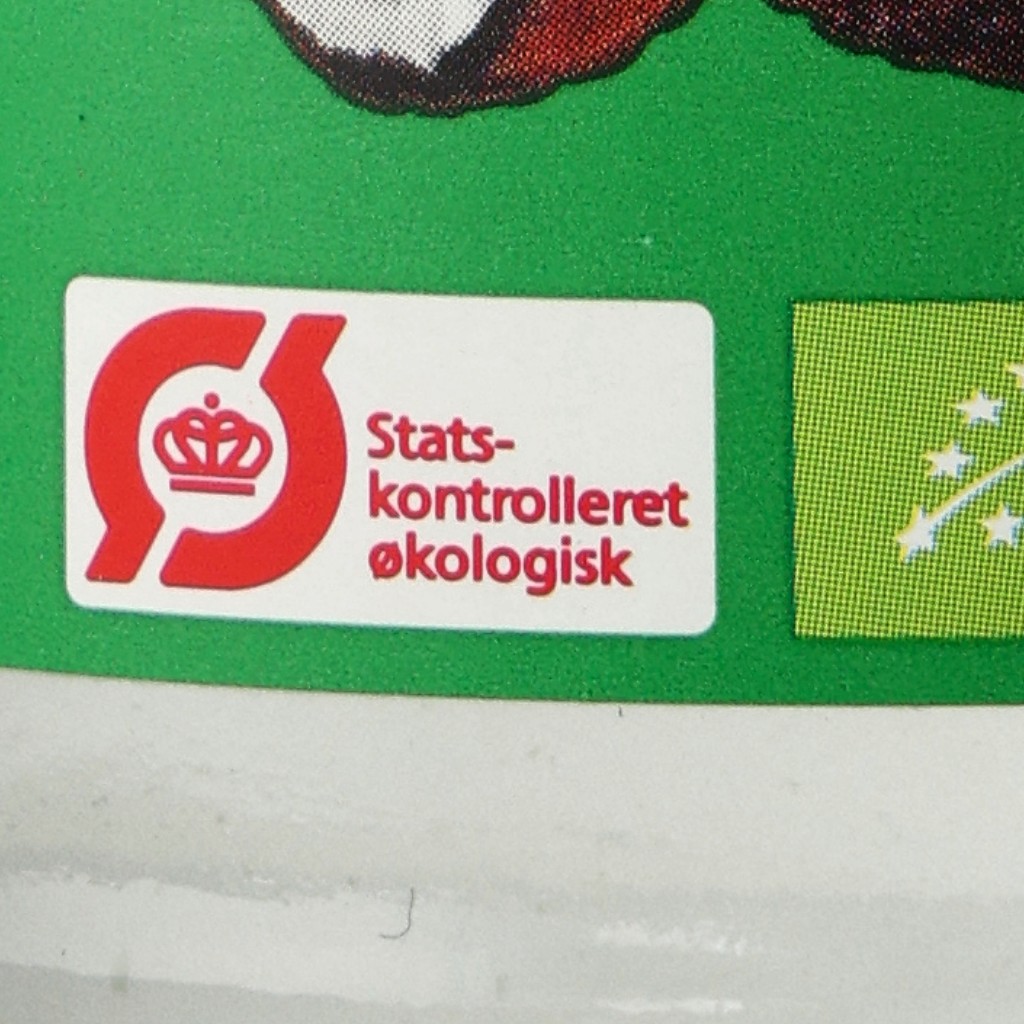 Stats-
kontrolleret
økologisk